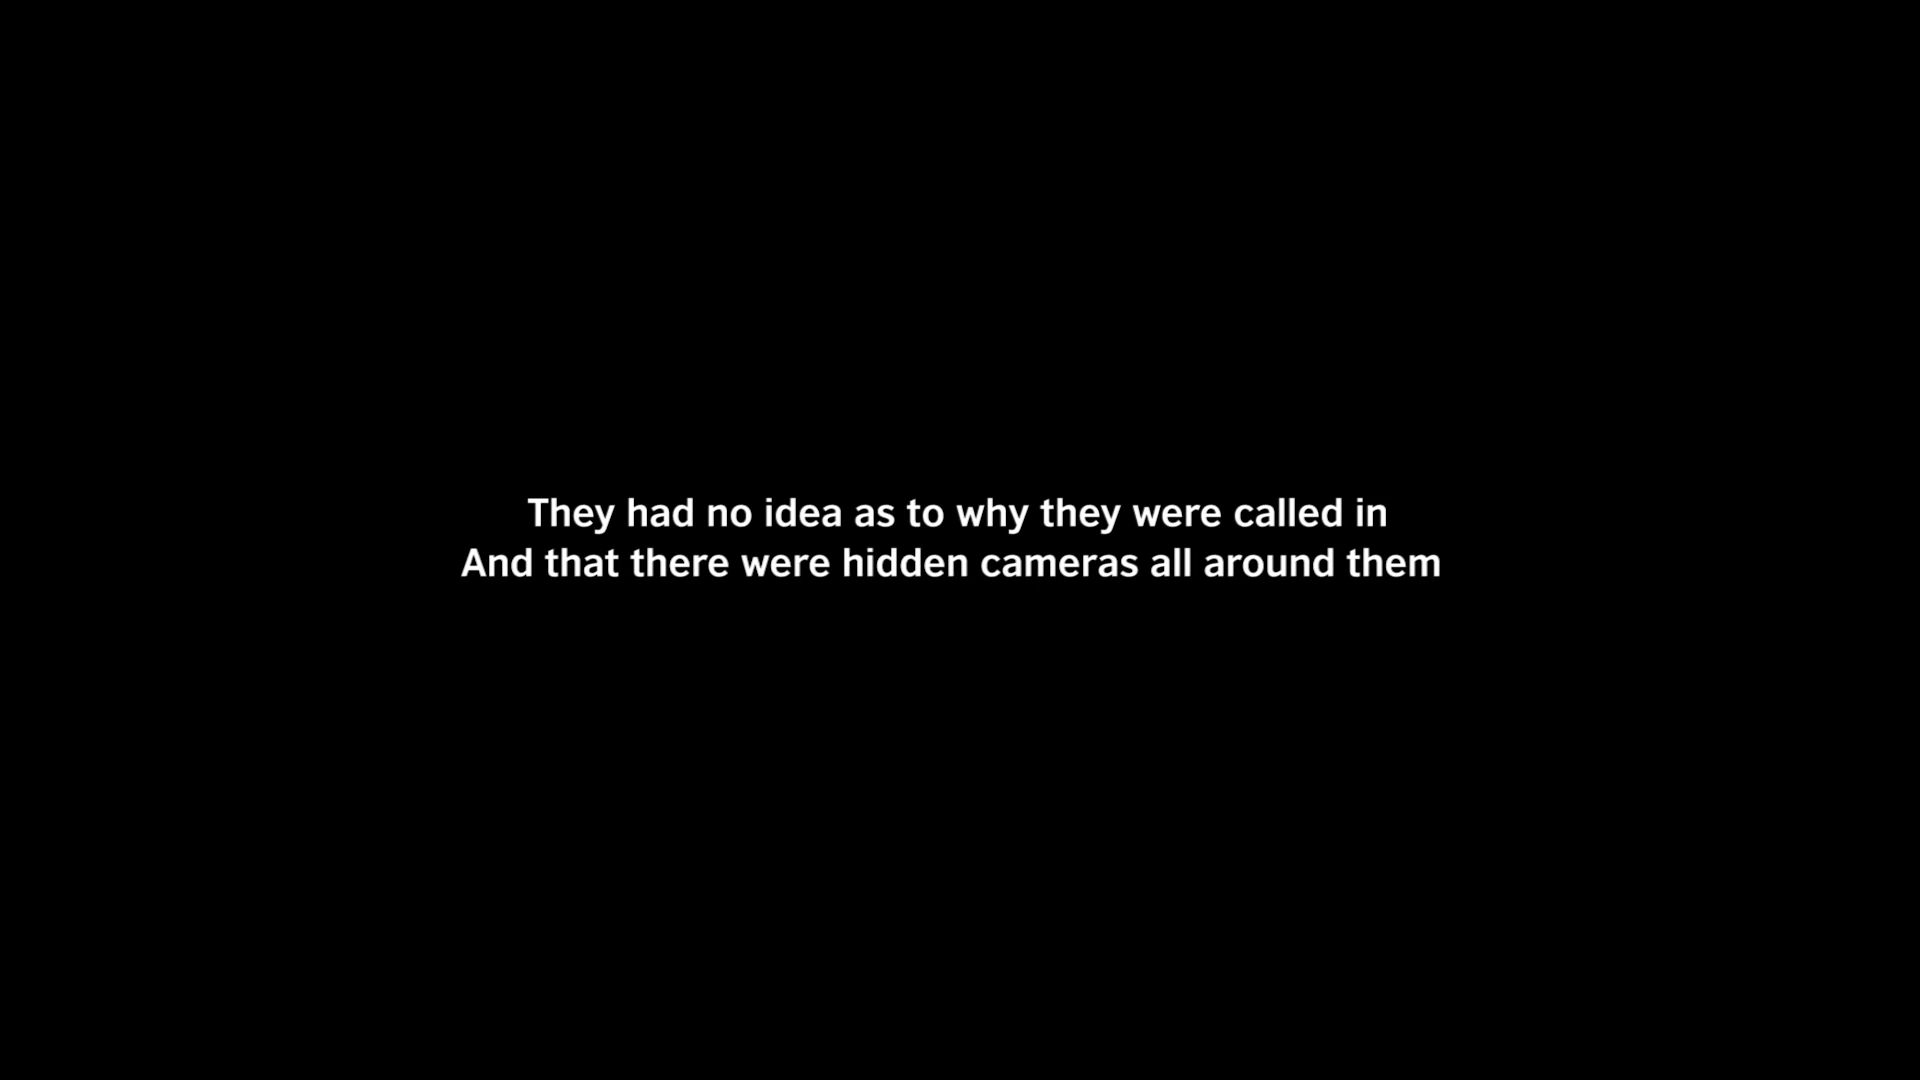 They had no idea as to why they were called in
And that there were hidden cameras all around them